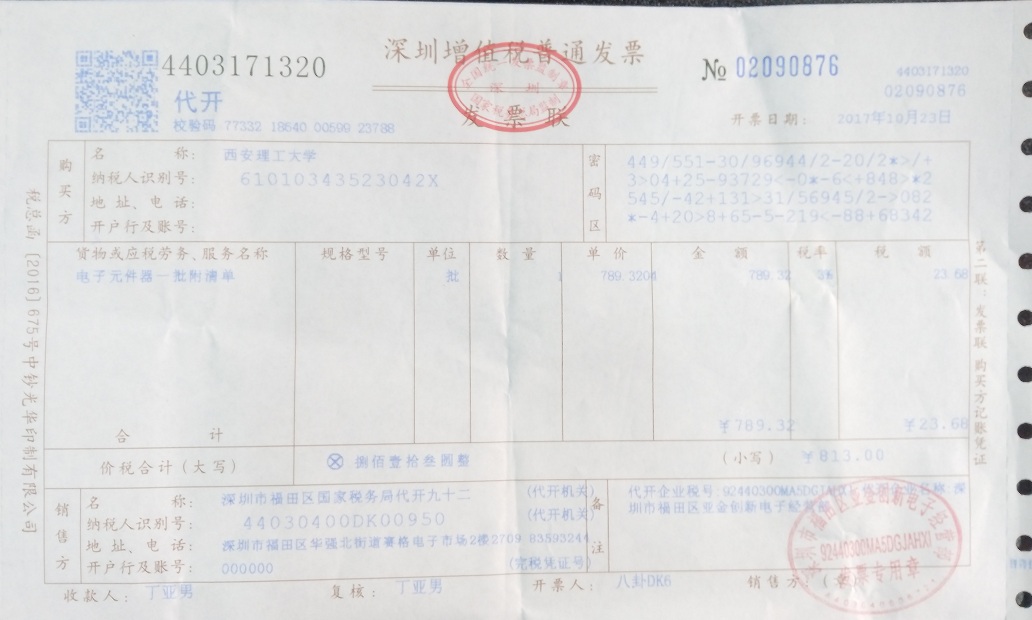 深圳增值税普通发票
发票联
4403171320
代开
校验码 77332 18640 00599 23788
№ 02090876
4403171320
02090876
开票日期: 2017年10月23日
购买方
名 称: 西安理工大学
纳税人识别号: 61010343523042X
地 址、电 话:
开户行及账号:
密码区
449/551-30/96944/2-20/2*>/+
3>04+25-93729<-0*-6<+848>*2
545/-42+131>31/56945/2->082
*-4+20>8+65-5-219<-88+68342
货物或应税劳务、服务名称 规格型号 单位 数 量 单 价 金 额 税率 税 额
电子元件器一批附清单 批 1 789.3204 789.32 3% 23.68
合 计 ¥789.32 ¥23.68
价税合计(大写) ⊗ 捌佰壹拾叁圆整 (小写) ¥813.00
销售方
名 称: 深圳市福田区国家税务局代开九十二 (代开机关)
纳税人识别号: 44030400DK00950 (代开机关)
地 址、电 话: 深圳市福田区华强北街道赛格电子市场2楼2709 83593244
开户行及账号: 000000 (完税凭证号)
备注
代开企业税号:92440300MA5DGJAHXI 代开企业名称:深
圳市福田区亚金创新电子经营部
收款人: 丁亚男 复核: 丁亚男 开票人: 八卦DK6 销售方:(章)
税总函〔2016〕675号中钞光华印制有限公司
第二联:发票联 购买方记账凭证
全国统一发票监制章
深圳
国家税务局监制
深圳市福田区亚金创新电子经营部
92440300MA5DGJAHXI
发票专用章